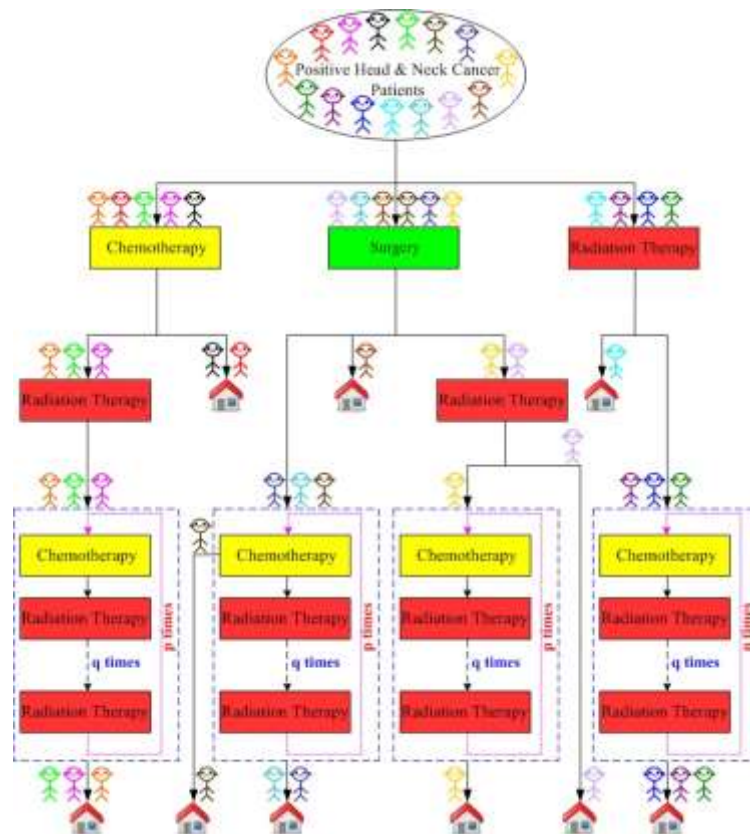 Positive Head & Neck Cancer
Patients
Chemotherapy
Surgery
Radiation Therapy
Radiation Therapy
Radiation Therapy
Chemotherapy
Chemotherapy
Chemotherapy
Chemotherapy
Radiation Therapy
Radiation Therapy
Radiation Therapy
Radiation Therapy
p times
p times
p times
p times
q times
q times
q times
q times
Radiation Therapy
Radiation Therapy
Radiation Therapy
Radiation Therapy